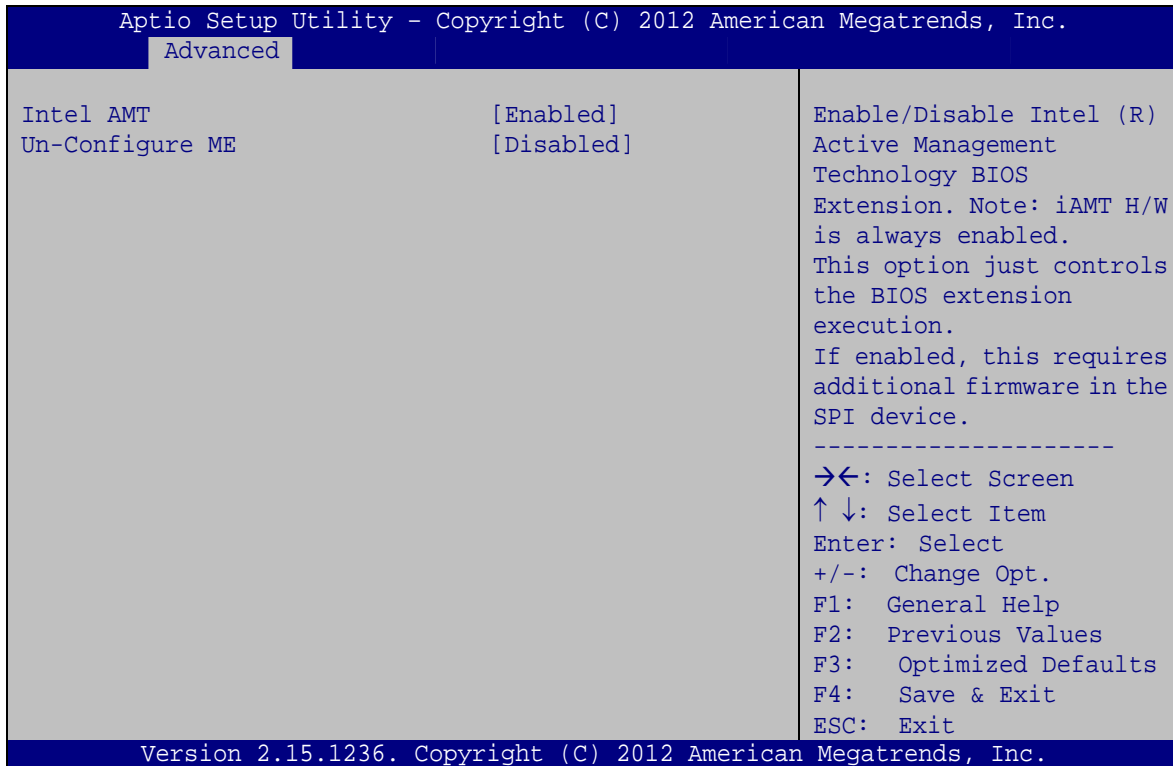 Aptio Setup Utility – Copyright (C) 2012 American Megatrends, Inc.
Advanced
Intel AMT [Enabled]
Un-Configure ME [Disabled]
Enable/Disable Intel (R)
Active Management
Technology BIOS
Extension. Note: iAMT H/W
is always enabled.
This option just controls
the BIOS extension
execution.
If enabled, this requires
additional firmware in the
SPI device.
---------------------
→←: Select Screen
↑ ↓: Select Item
Enter: Select
+/-: Change Opt.
F1: General Help
F2: Previous Values
F3: Optimized Defaults
F4: Save & Exit
ESC: Exit
Version 2.15.1236. Copyright (C) 2012 American Megatrends, Inc.